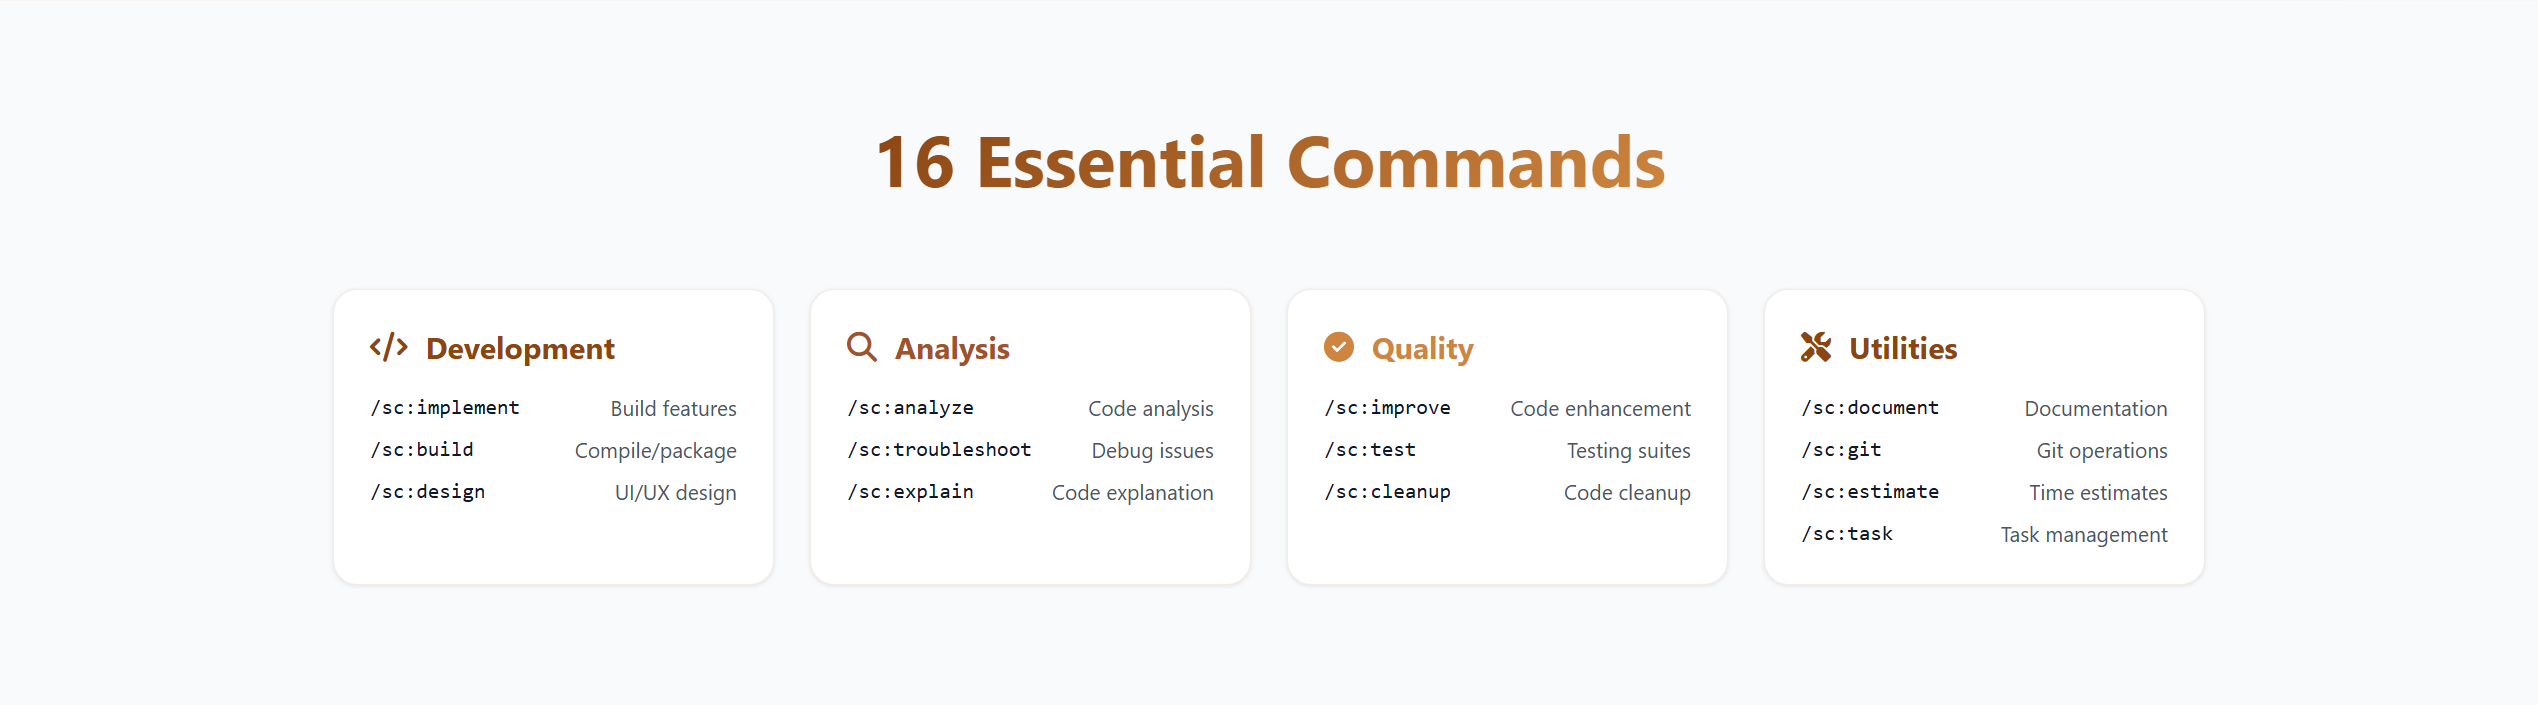 16 Essential Commands
Development
/sc:implement Build features
/sc:build Compile/package
/sc:design UI/UX design
Analysis
/sc:analyze Code analysis
/sc:troubleshoot Debug issues
/sc:explain Code explanation
Quality
/sc:improve Code enhancement
/sc:test Testing suites
/sc:cleanup Code cleanup
Utilities
/sc:document Documentation
/sc:git Git operations
/sc:estimate Time estimates
/sc:task Task management